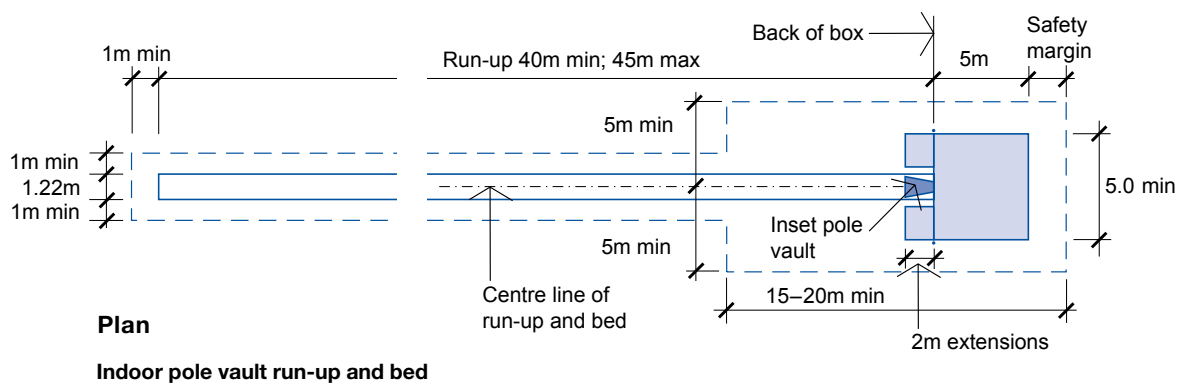 1m min
Run-up 40m min; 45m max
Back of box
5m
Safety
margin
5m min
1m min
1.22m
1m min
5.0 min
Inset pole
vault
5m min
Centre line of
run-up and bed
15–20m min
2m extensions
Plan
Indoor pole vault run-up and bed